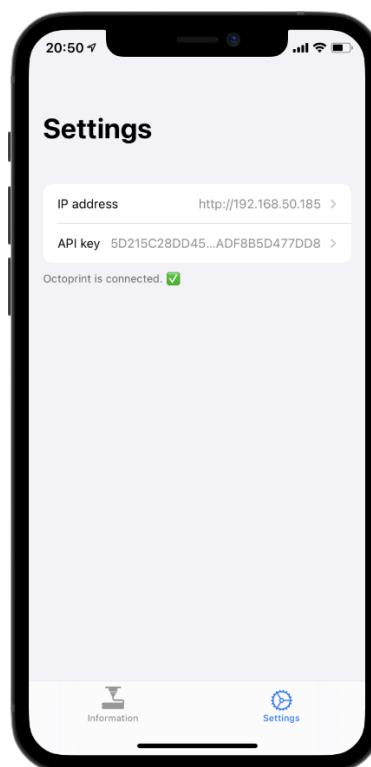 20:50
Settings
IP address http://192.168.50.185
API key 5D215C28DD45...ADF8B5D477DD8
Octoprint is connected. ✅
Information Settings